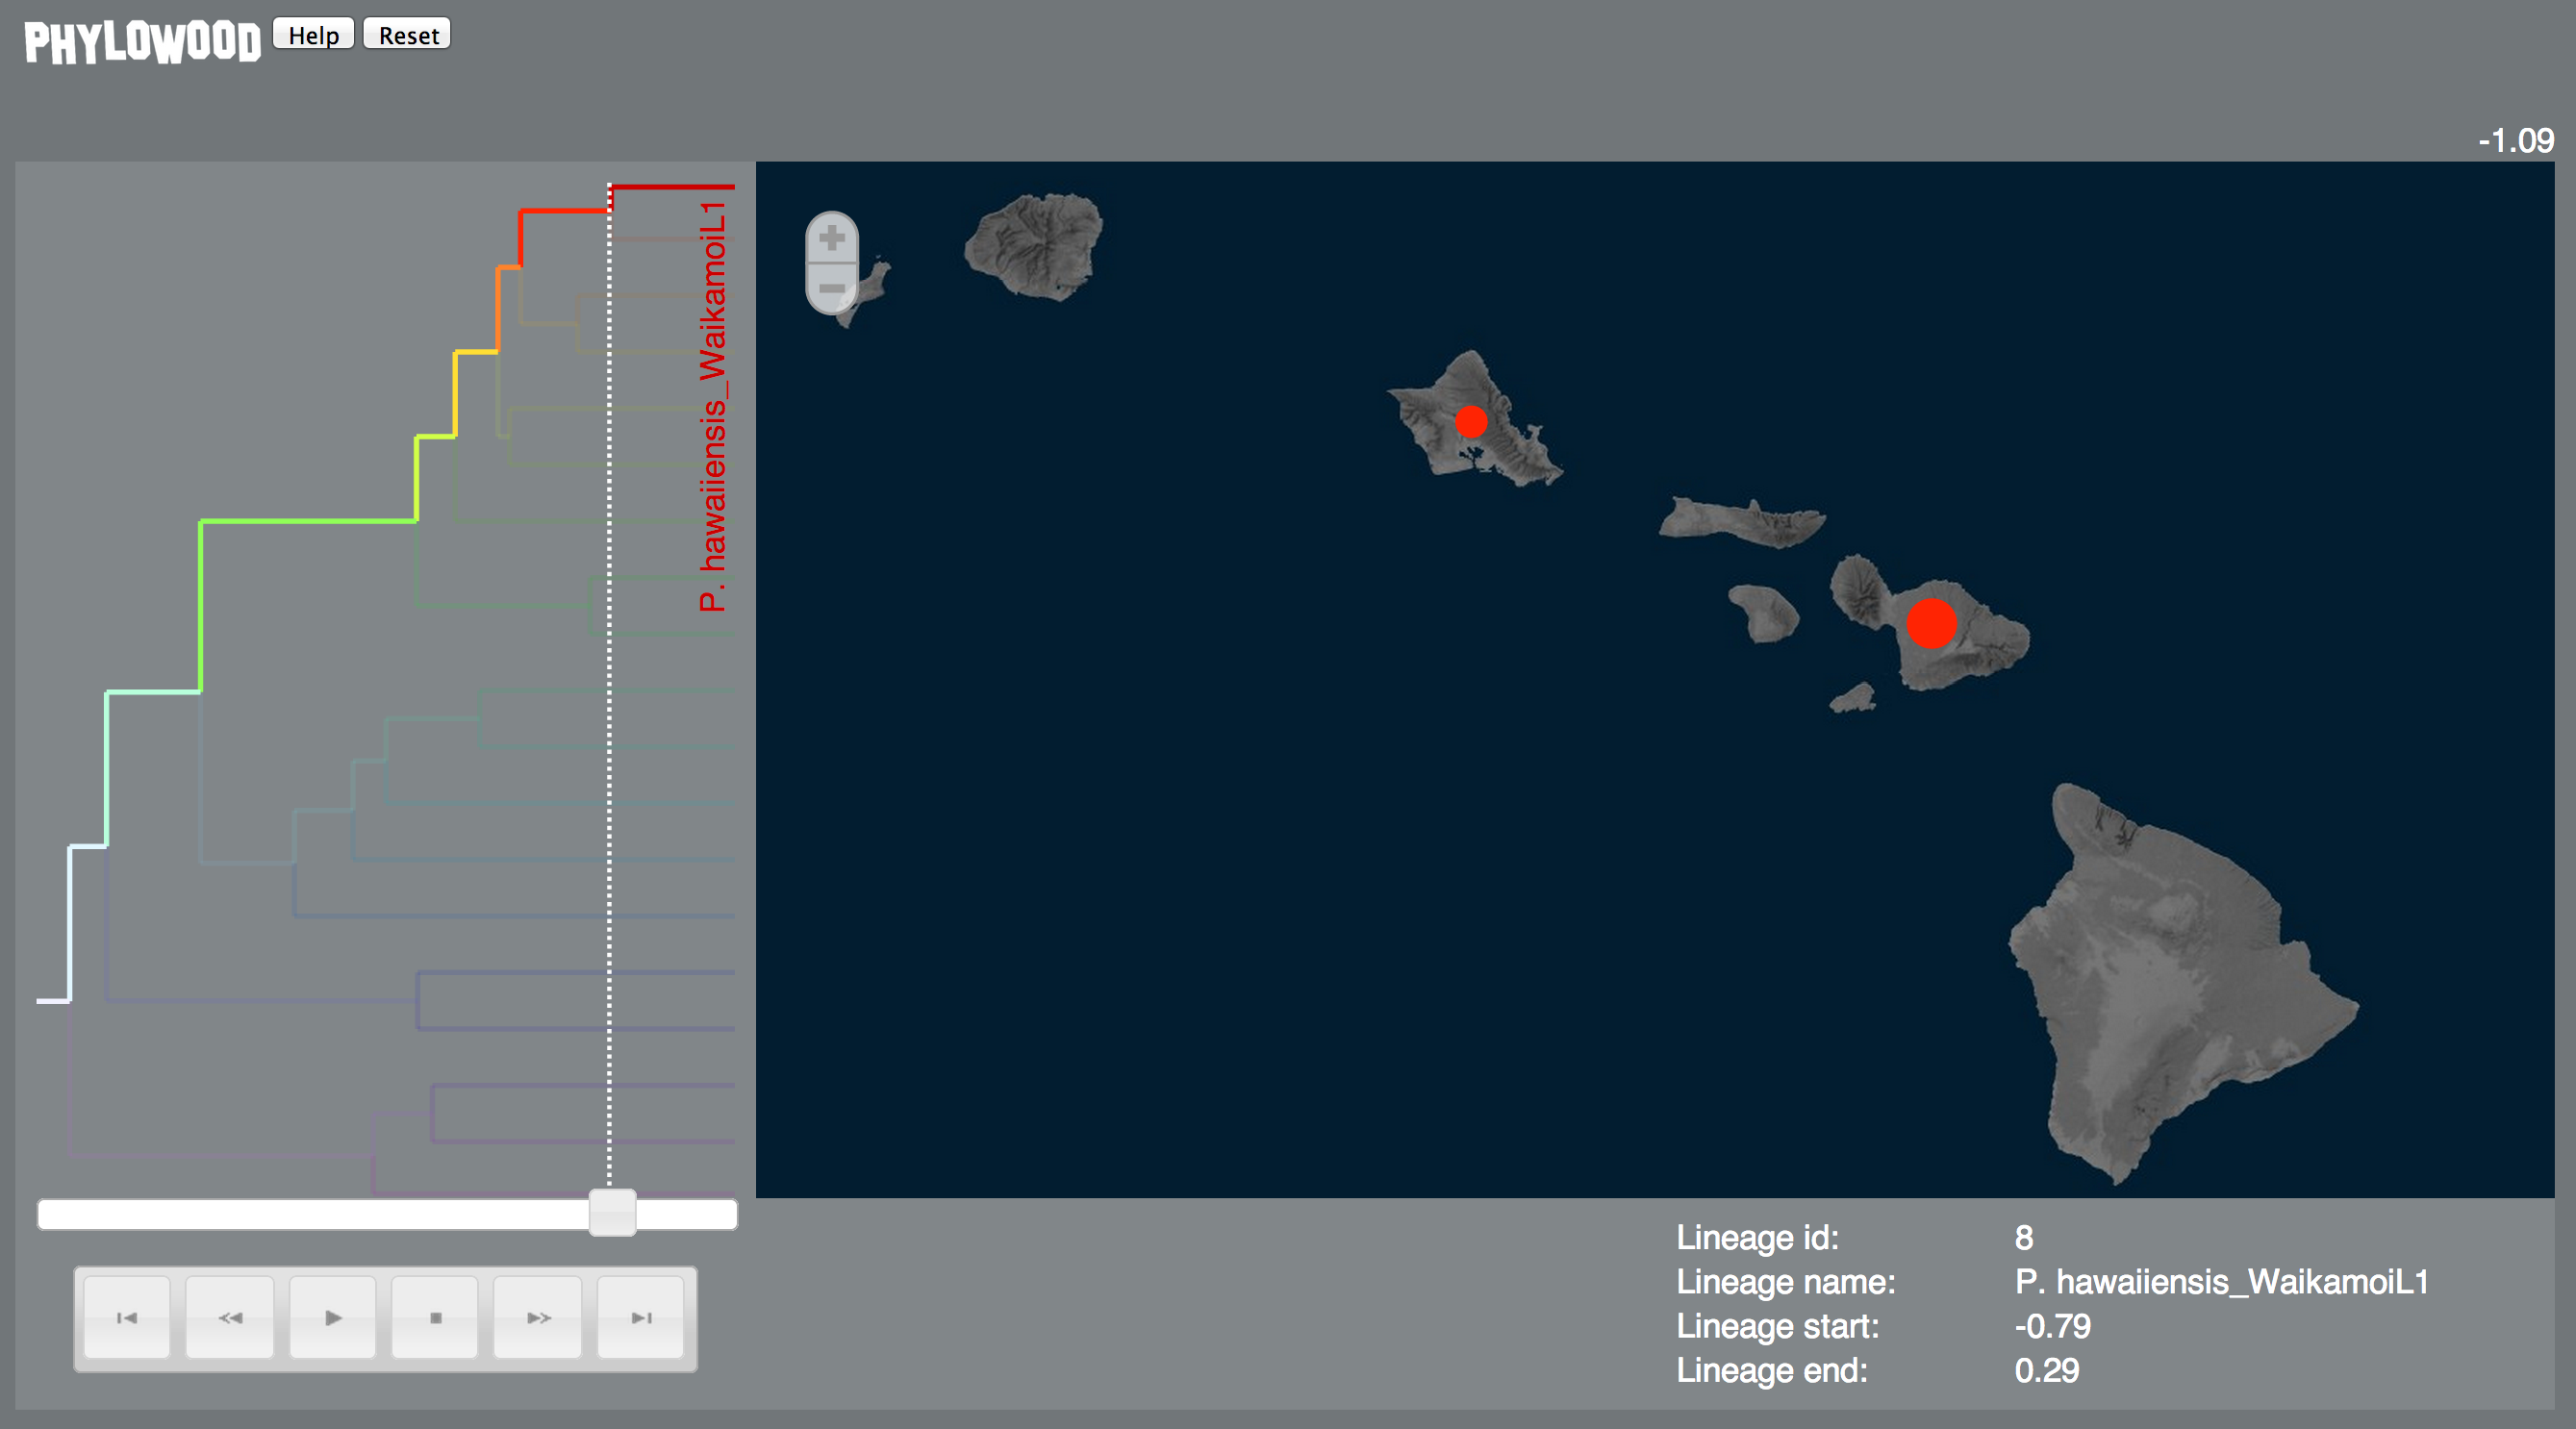 PHYLOWOOD
Help
Reset
-1.09
P. hawaiiensis_WaikamoiL1
Lineage id: 8
Lineage name: P. hawaiiensis_WaikamoiL1
Lineage start: -0.79
Lineage end: 0.29